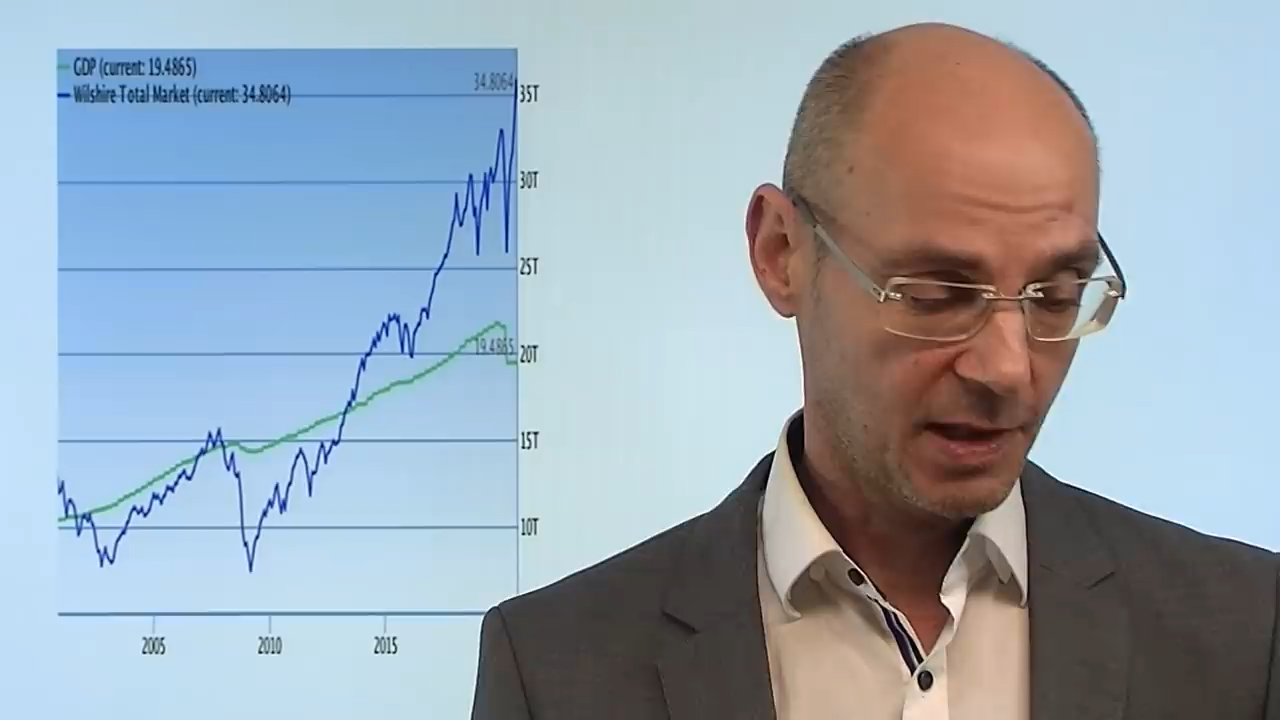 GDP (current: 19.4865)
Wilshire Total Market (current: 34.8064)
34.8064
35T
30T
25T
19.4865
20T
15T
10T
2005
2010
2015